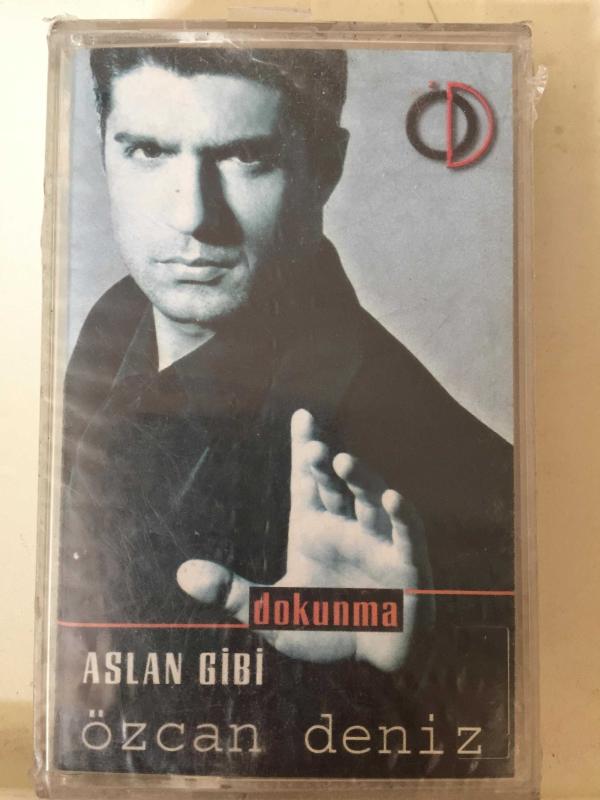 ÖD
dokunma
ASLAN GİBİ
özcan deniz